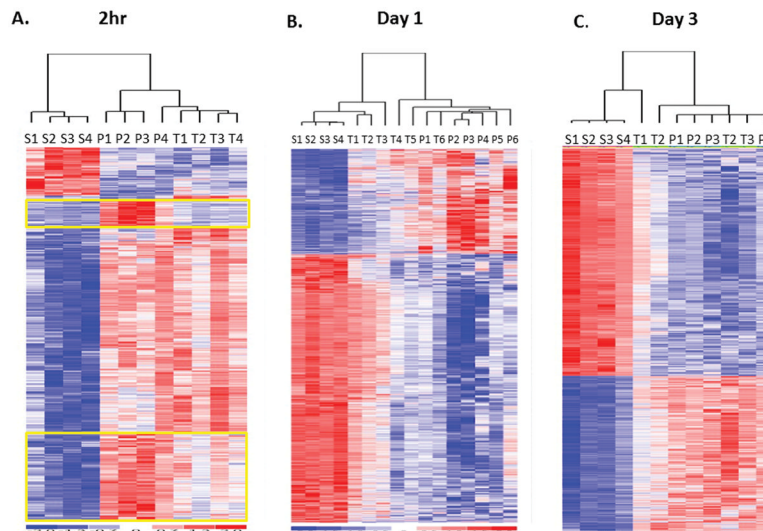 A. 2hr
B. Day 1
C. Day 3
S1 S2 S3 S4 P1 P2 P3 P4 T1 T2 T3 T4
S1 S2 S3 S4 T1 T2 T3 T4 T5 P1 T6 P2 P3 P4 P5 P6
S1 S2 S3 S4 T1 T2 P1 P2 P3 T2 T3